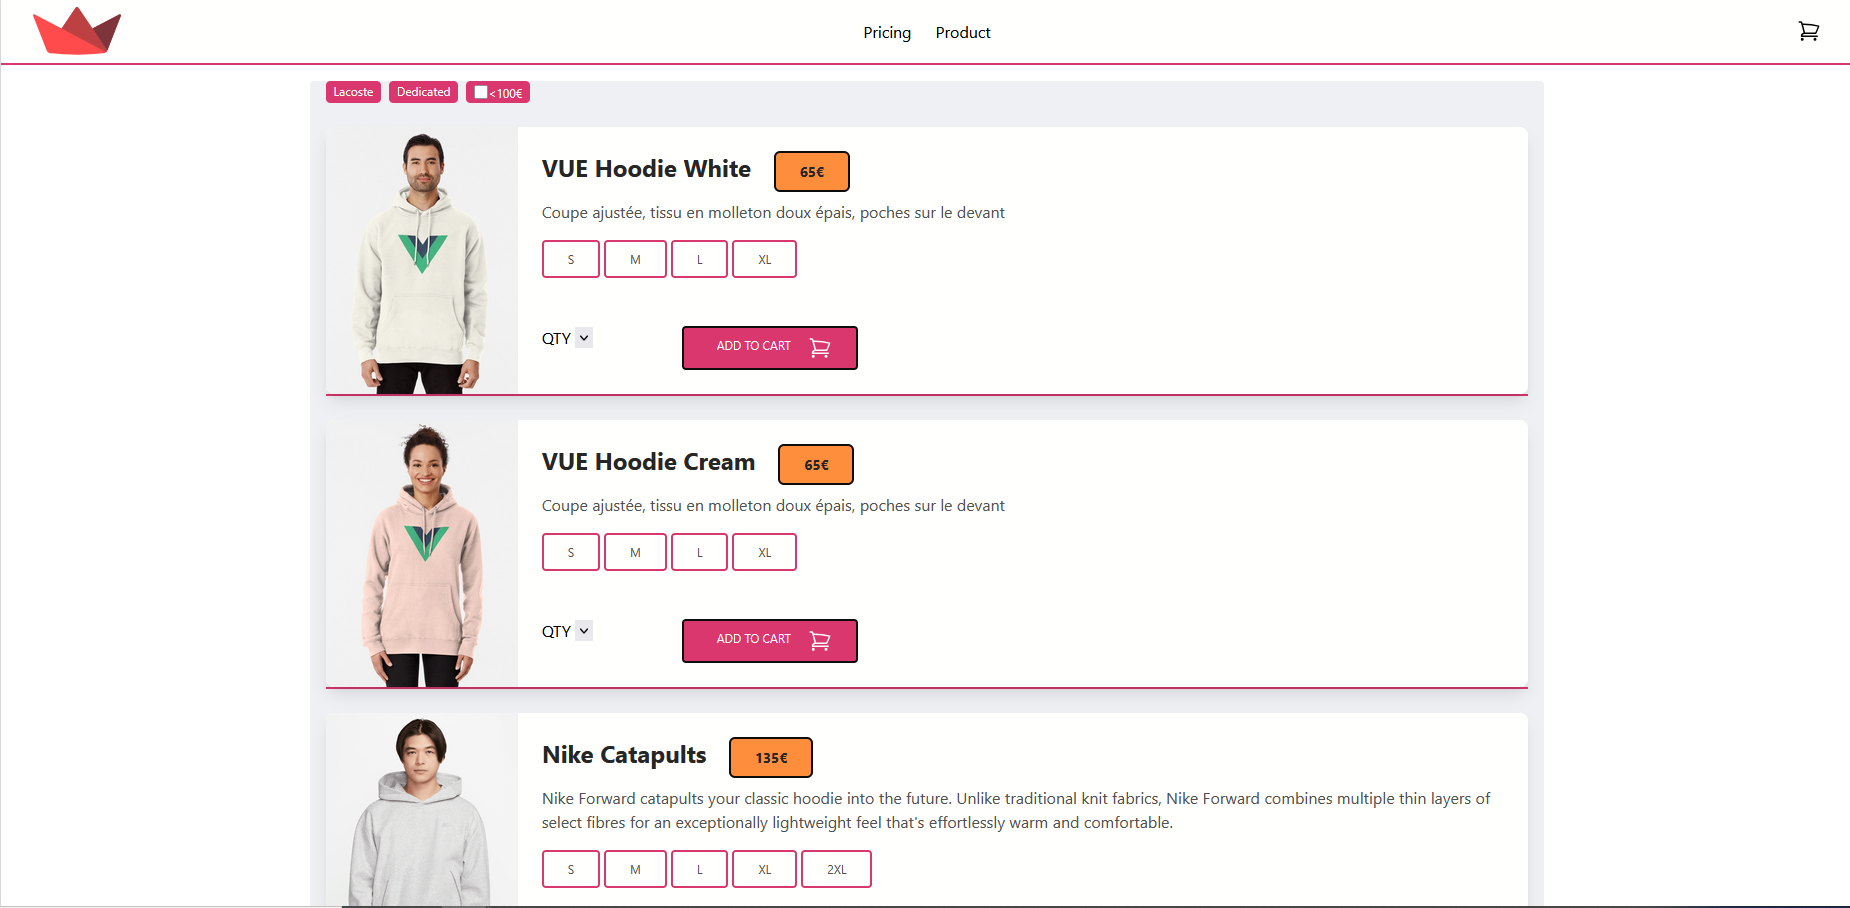 Pricing Product
Lacoste Dedicated <100€
VUE Hoodie White 65€
Coupe ajustée, tissu en molleton doux épais, poches sur le devant
S M L XL
QTY ADD TO CART
VUE Hoodie Cream 65€
Coupe ajustée, tissu en molleton doux épais, poches sur le devant
S M L XL
QTY ADD TO CART
Nike Catapults 135€
Nike Forward catapults your classic hoodie into the future. Unlike traditional knit fabrics, Nike Forward combines multiple thin layers of
select fibres for an exceptionally lightweight feel that's effortlessly warm and comfortable.
S M L XL 2XL